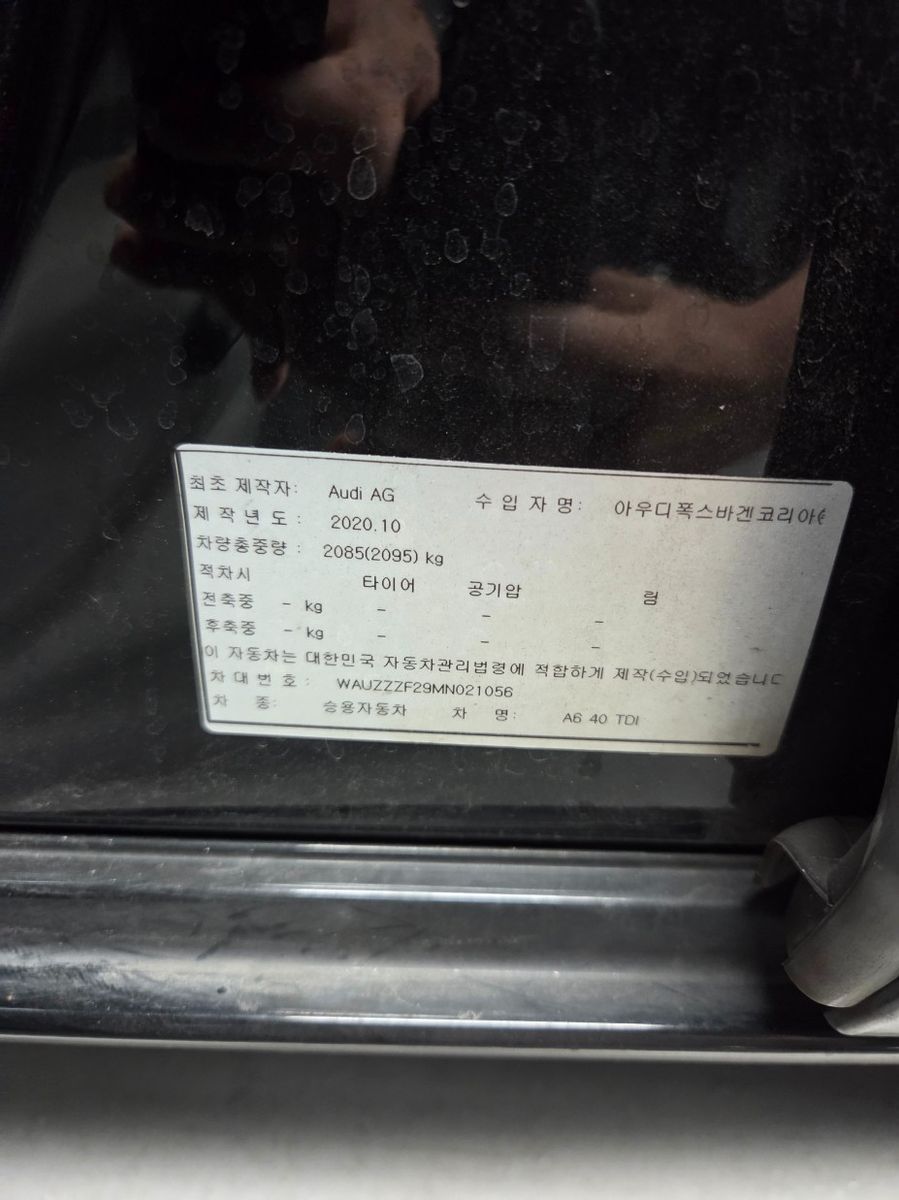 최초 제작자: Audi AG 수 입 자 명: 아우디폭스바겐코리아
제 작 년 도 : 2020.10
차량총중량 : 2085(2095) kg
적차시 타이어 공기압 림
전축중 - kg - - - -
후축중 - kg - - - -
이 자동차는 대한민국 자동차관리법령에 적합하게 제작(수입)되었습니다
차 대 번 호 : WAUZZZF29MN021056
차 종: 승용자동차 차 명: A6 40 TDI